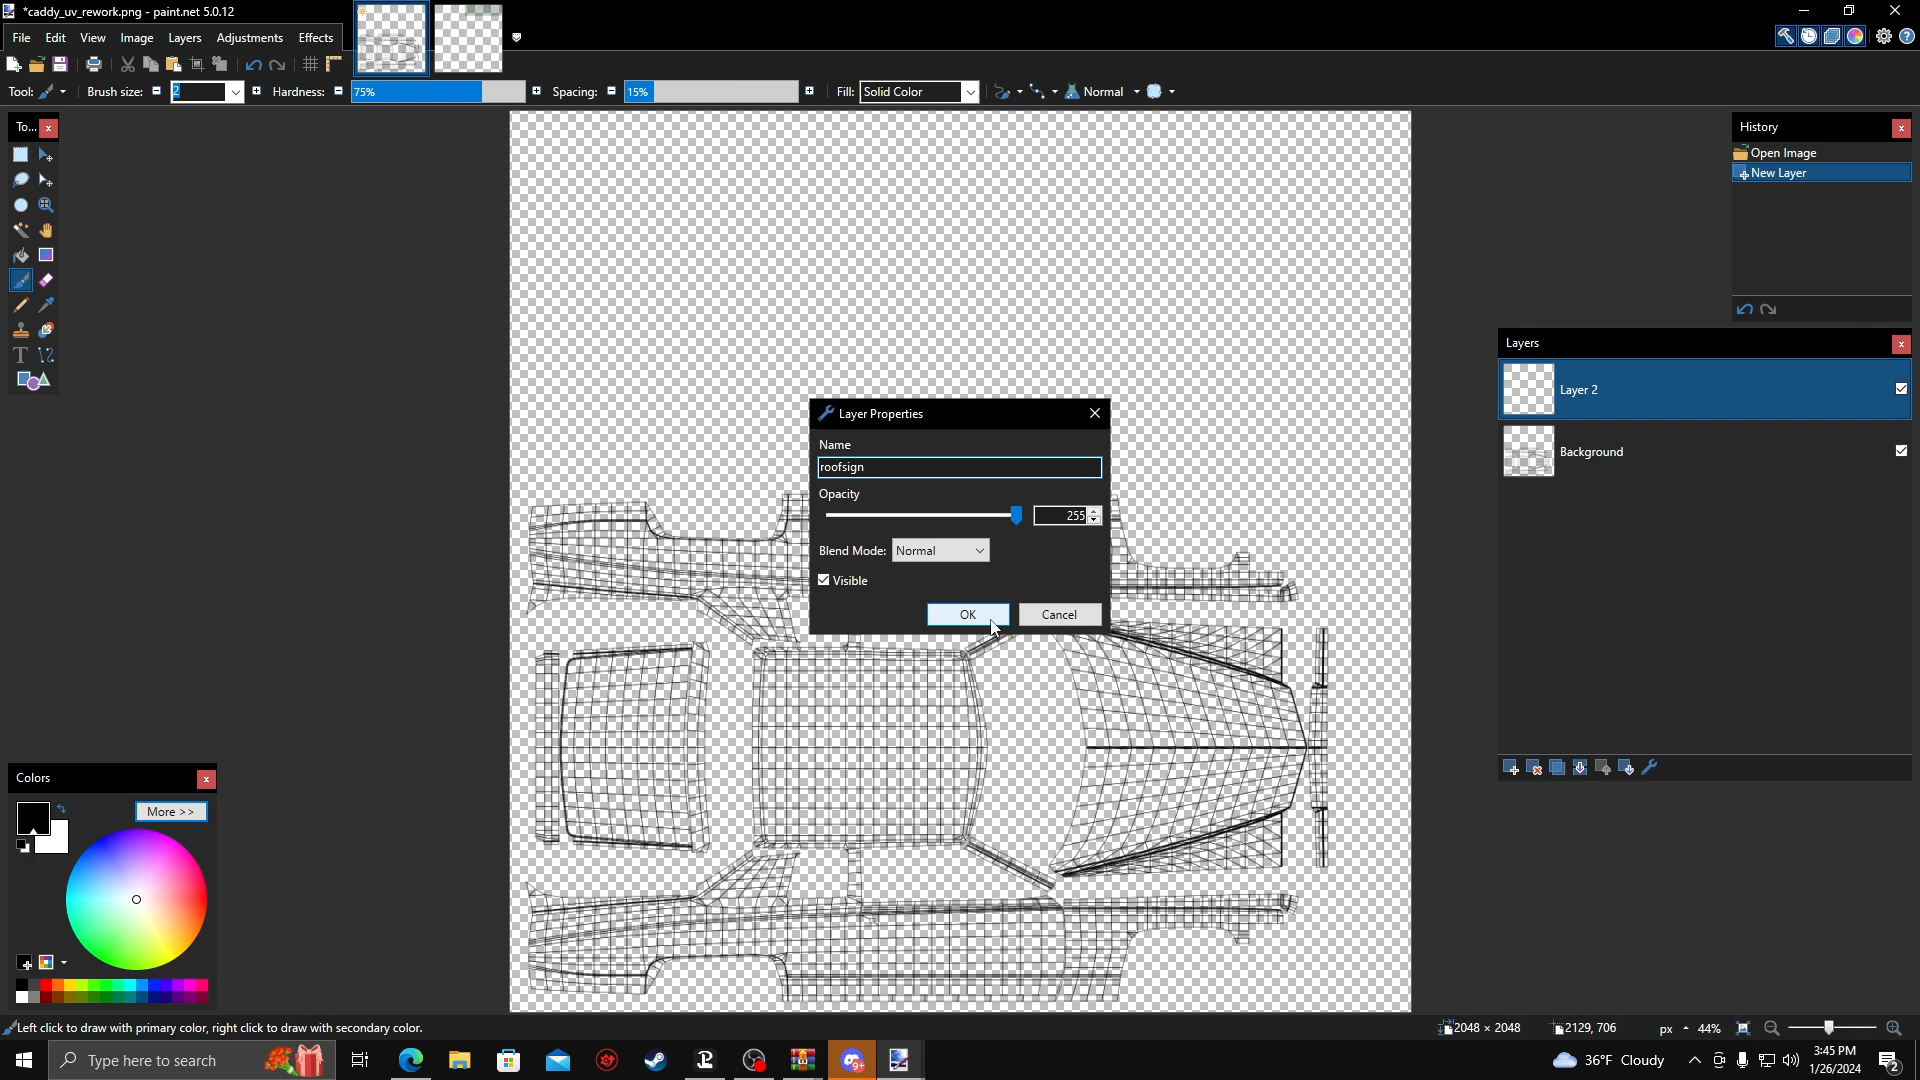 *caddy_uv_rework.png - paint.net 5.0.12
File Edit View Image Layers Adjustments Effects
Tool: Brush size: 2 Hardness: 75% Spacing: 15% Fill: Solid Color Normal
To...
History
Open Image
New Layer
Layers
Layer 2
Background
Layer Properties
Name
roofsign
Opacity
255
Blend Mode: Normal
Visible
OK Cancel
Colors
More >>
Left click to draw with primary color, right click to draw with secondary color.
2048 × 2048 2129, 706 px 44%
Type here to search
9+
36°F Cloudy
3:45 PM
1/26/2024
2